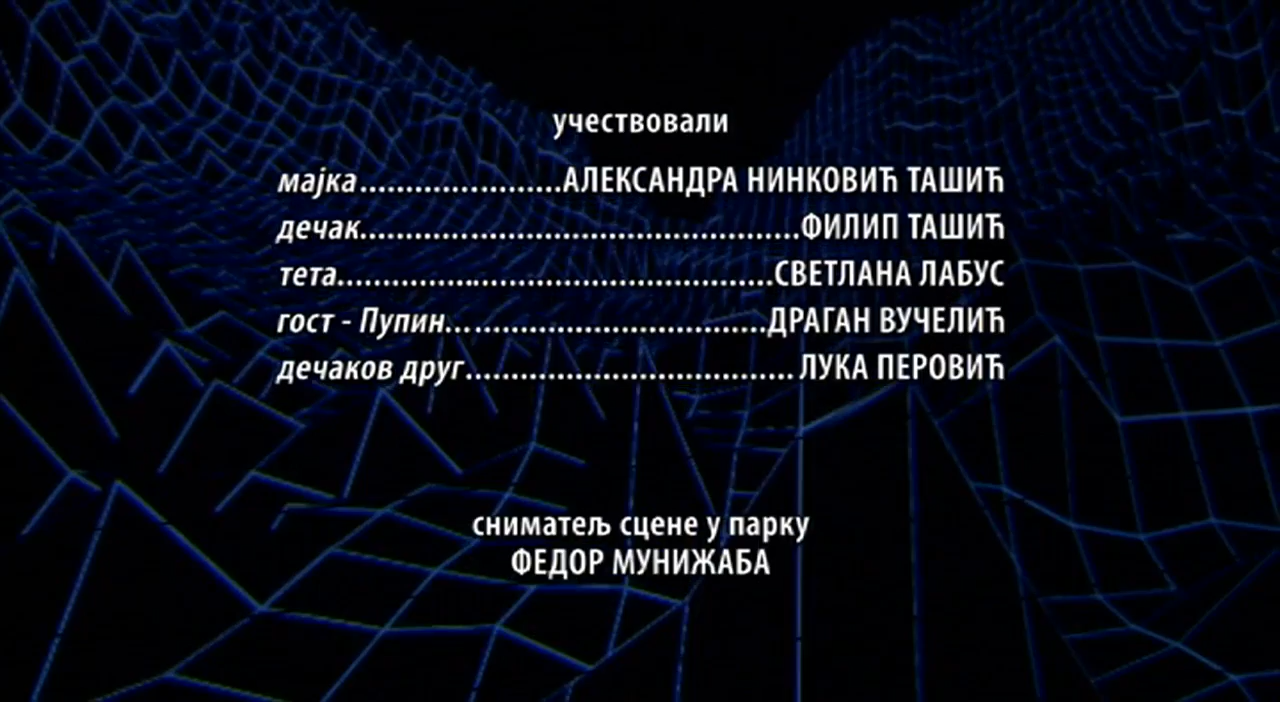 учествовали
мајка......................АЛЕКСАНДРА НИНКОВИЋ ТАШИЋ
дечак................................................ФИЛИП ТАШИЋ
тета................................................СВЕТЛАНА ЛАБУС
гост - Пупин...................................ДРАГАН ВУЧЕЛИЋ
дечаков друг.................................... ЛУКА ПЕРОВИЋ
сниматељ сцене у парку
ФЕДОР МУНИЖАБА